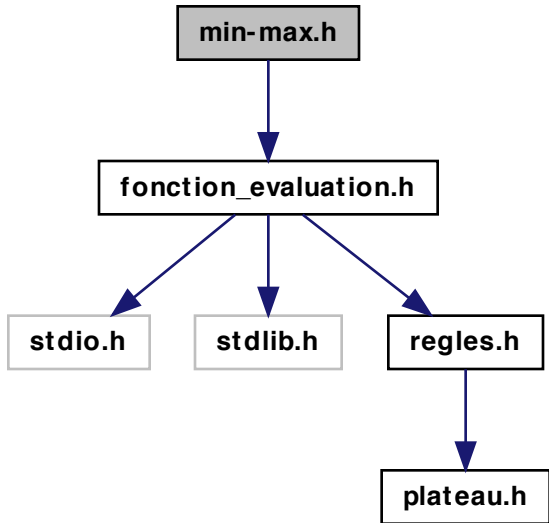 min-max.h
fonction_evaluation.h
stdio.h
stdlib.h
regles.h
plateau.h